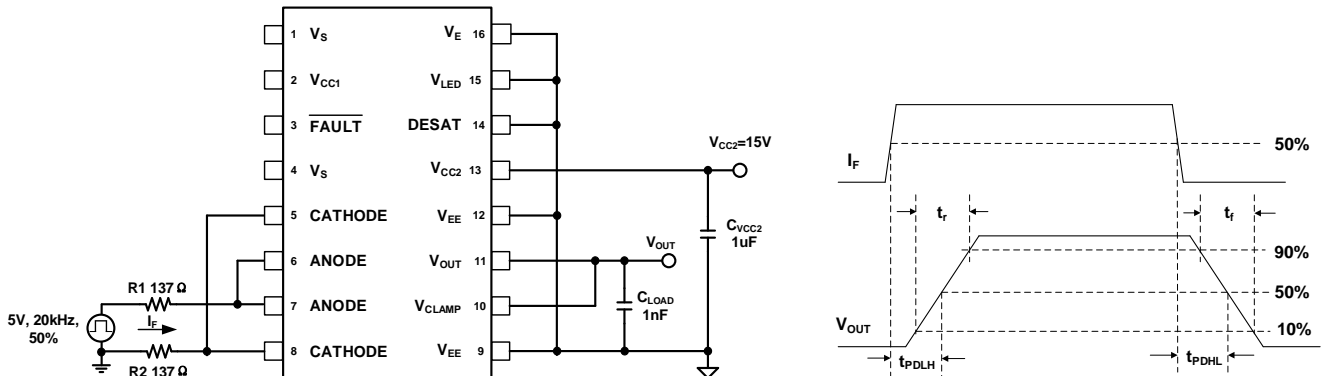 1 VS
VE 16
2 VCC1
VLED 15
3 FAULT
DESAT 14
4 VS
VCC2 13
VCC2=15V
5 CATHODE
VEE 12
CVCC2
1uF
6 ANODE
VOUT 11
VOUT
R1 137 Ω
7 ANODE
VCLAMP 10
CLOAD
1nF
5V, 20kHz,
50%
IF
8 CATHODE
VEE 9
R2 137 Ω
IF
50%
tr
tf
90%
50%
VOUT
10%
tPDLH
tPDHL